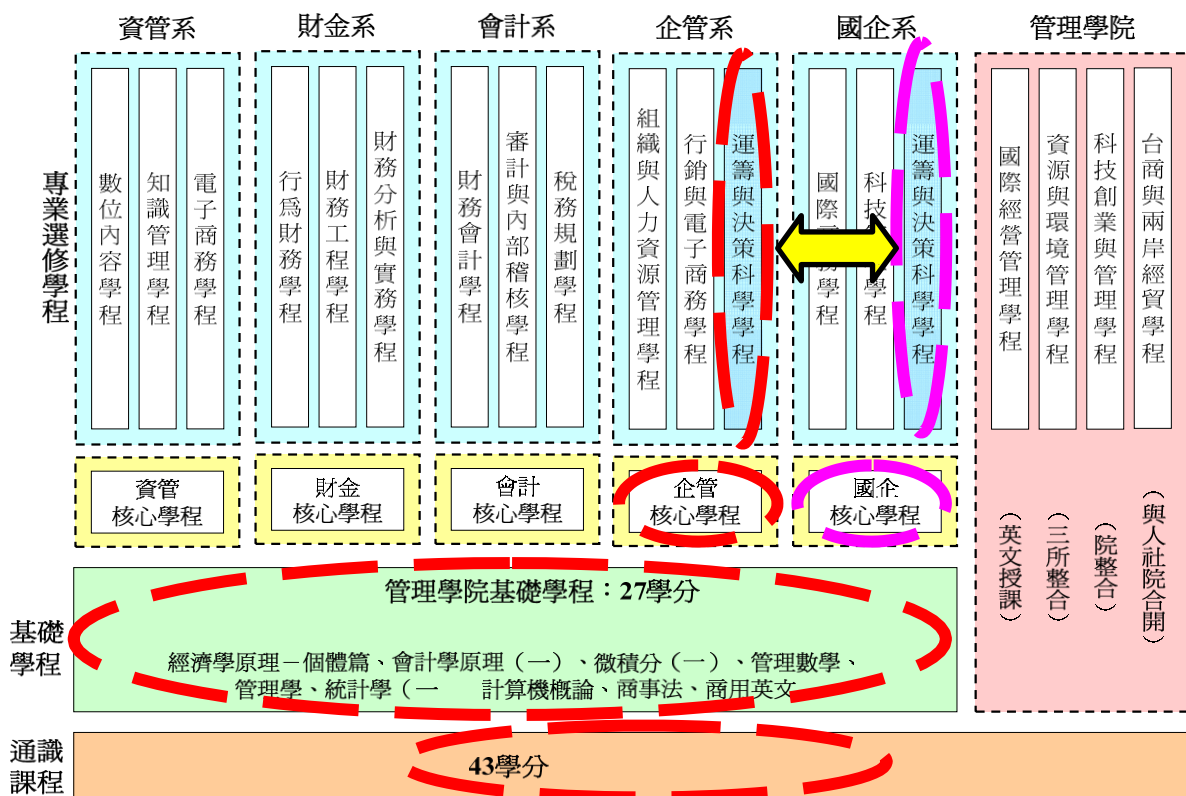 資管系
財金系
會計系
企管系
國企系
管理學院
專業選修學程
數位內容學程
知識管理學程
電子商務學程
行為財務學程
財務工程學程
財務分析與實務學程
財務會計學程
審計與內部稽核學程
稅務規劃學程
組織與人力資源管理學程
行銷與電子商務學程
運籌與決策科學學程
國際
務學程
科技
學程
運籌與決策科學學程
國際經營管理學程
(英文授課)
資源與環境管理學程
(三所整合)
科技創業與管理學程
(院整合)
台商與兩岸經貿學程
(與人社院合開)
資管
核心學程
財金
核心學程
會計
核心學程
企管
核心學程
國企
核心學程
基礎
學程
管理學院基礎學程：27學分
經濟學原理－個體篇、會計學原理（一）、微積分（一）、管理數學、
管理學、統計學（一 計算機概論、商事法、商用英文
通識
課程
43學分